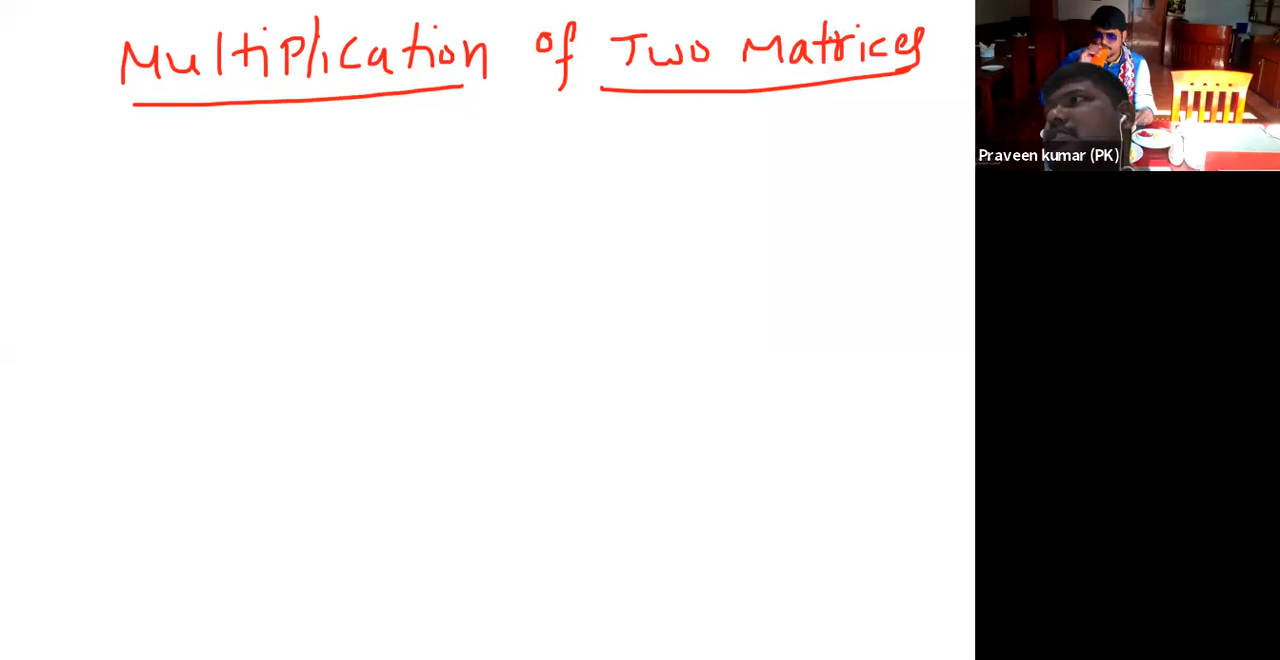 Multiplication of Two Matrices
Praveen kumar (PK)